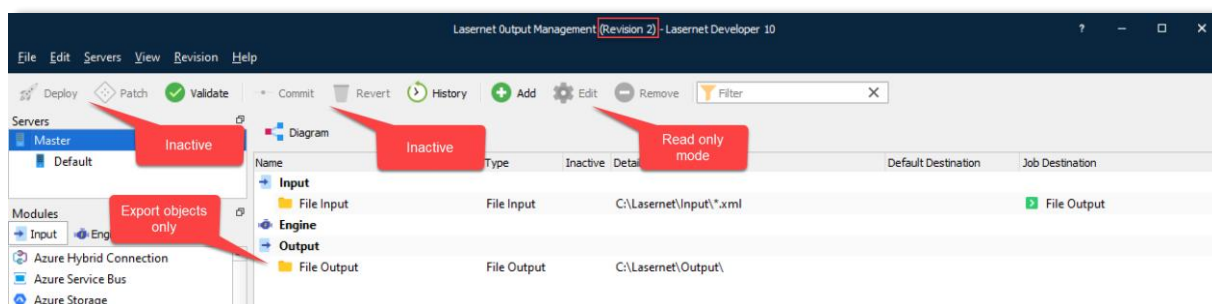 Lasernet Output Management (Revision 2) - Lasernet Developer 10
File Edit Servers View Revision Help
Deploy Patch Validate Commit Revert History Add Edit Remove Filter
Servers
Master
Default
Inactive
Diagram
Inactive
Read only
mode
Name Type Inactive Default Destination Job Destination
Input
File Input File Input C:\Lasernet\Input\*.xml File Output
Engine
Output
File Output File Output C:\Lasernet\Output\
Modules
Export objects
only
Input
Azure Hybrid Connection
Azure Service Bus
Azure Storage